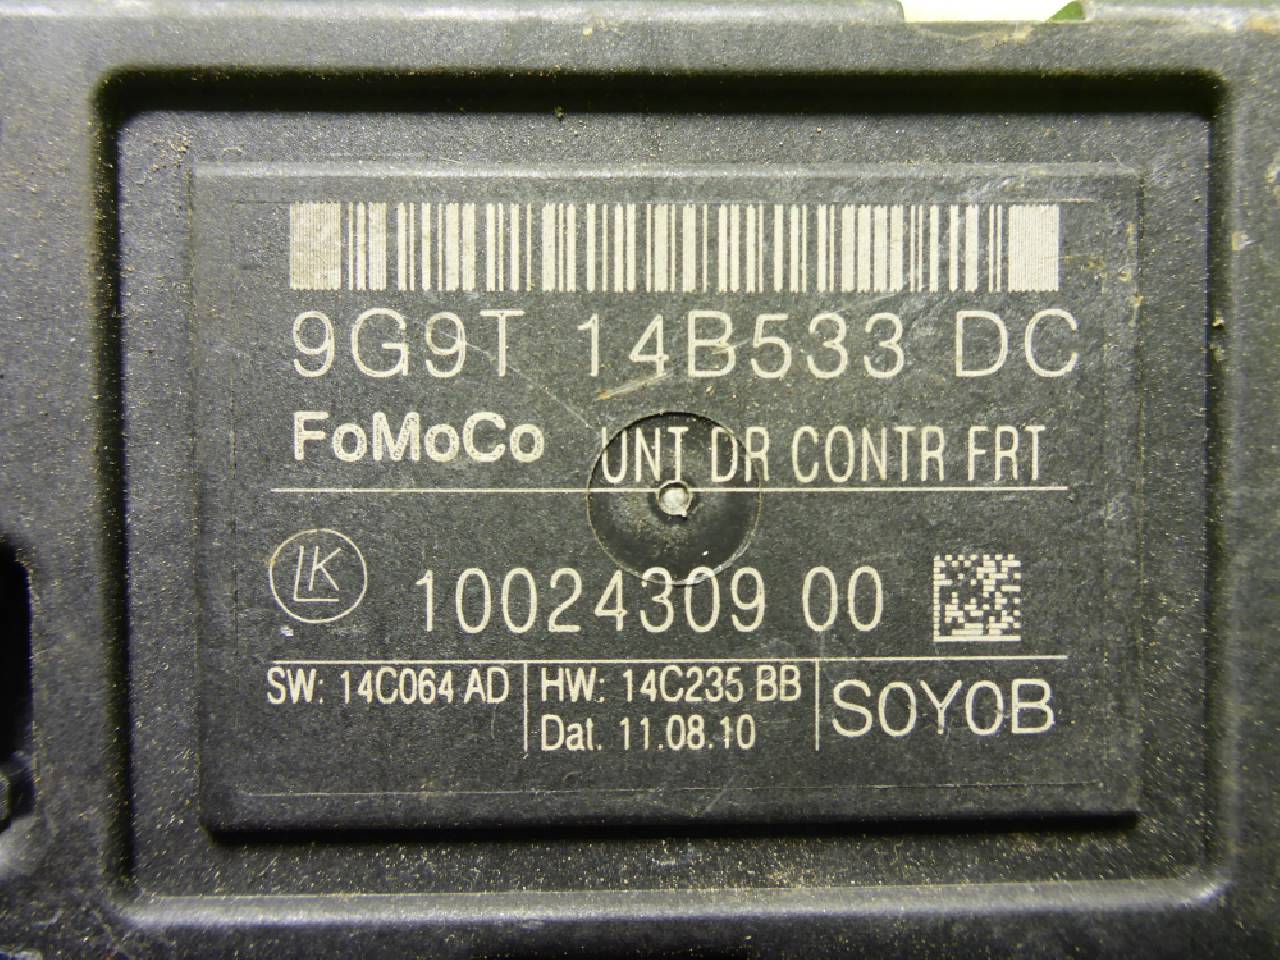 9G9T 14B533 DC
FoMoCo UNT DR CONTR FRT
LK 10024309 00
SW: 14C064 AD HW: 14C235 BB S0Y0B
Dat. 11.08.10